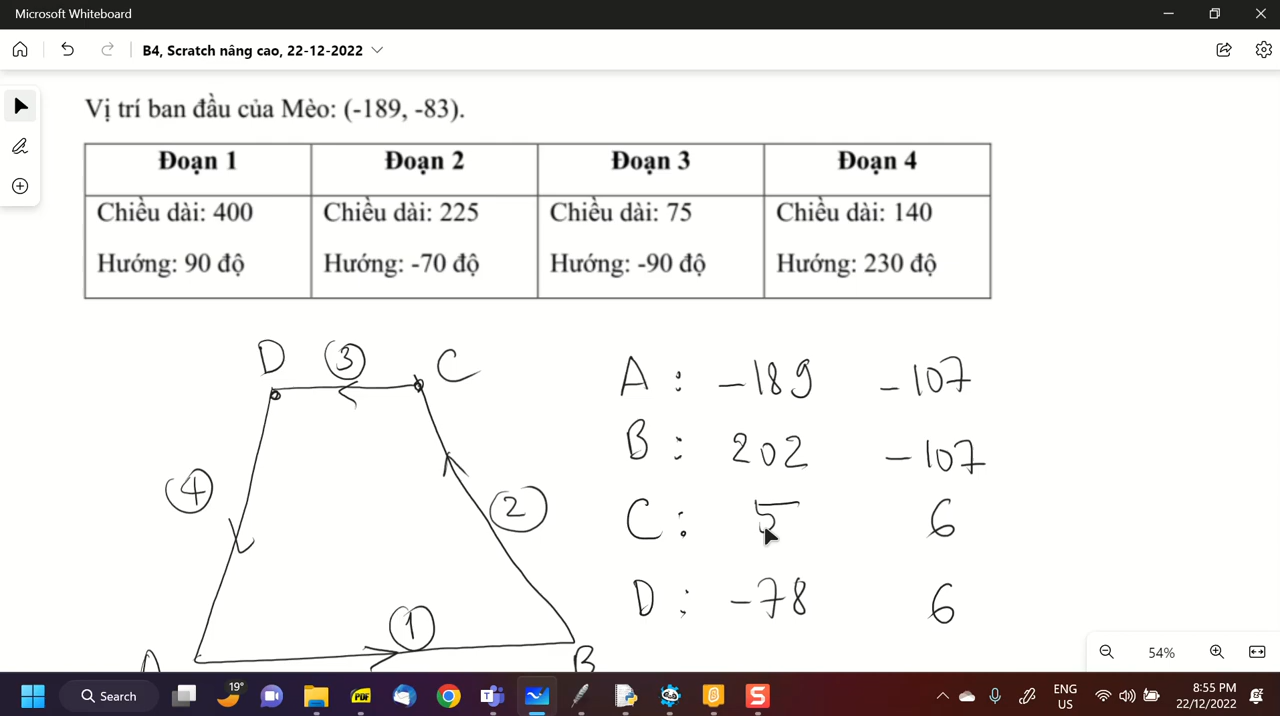 Microsoft Whiteboard
B4, Scratch nâng cao, 22-12-2022
Vị trí ban đầu của Mèo: (-189, -83).
Đoạn 1 Đoạn 2 Đoạn 3 Đoạn 4
Chiều dài: 400 Chiều dài: 225 Chiều dài: 75 Chiều dài: 140
Hướng: 90 độ Hướng: -70 độ Hướng: -90 độ Hướng: 230 độ
D 3 C
4 2
1
A B
A : -189 -107
B : 202 -107
C : 5 6
D : -78 6
54%
19°
Search
ENG
US
8:55 PM
22/12/2022